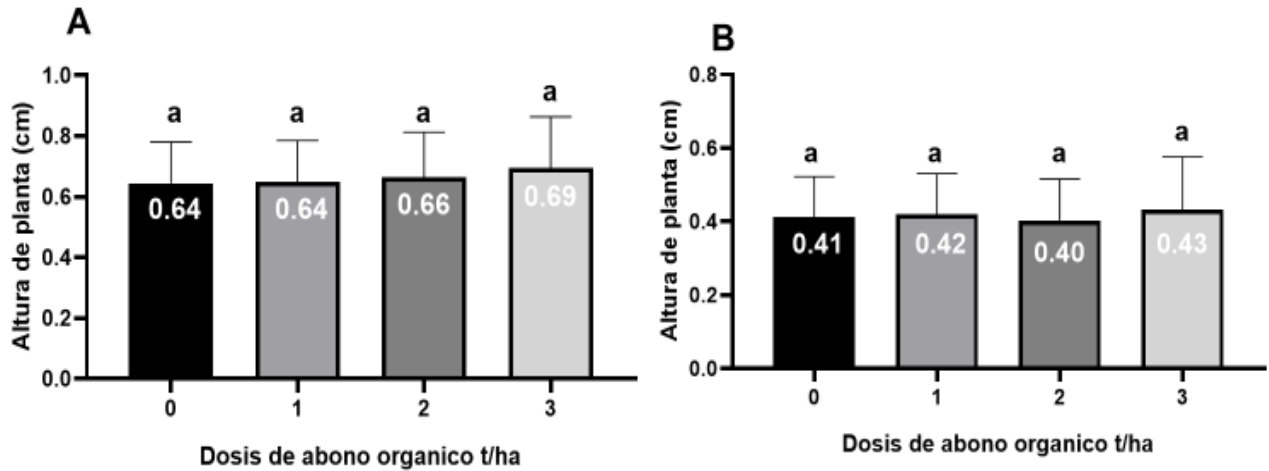 A
Altura de planta (cm)
1.0
0.8
0.6
0.4
0.2
0.0
a
a
a
a
0.64
0.64
0.66
0.69
0
1
2
3
Dosis de abono organico t/ha
B
Altura de planta (cm)
0.8
0.6
0.4
0.2
0.0
a
a
a
a
0.41
0.42
0.40
0.43
0
1
2
3
Dosis de abono organico t/ha